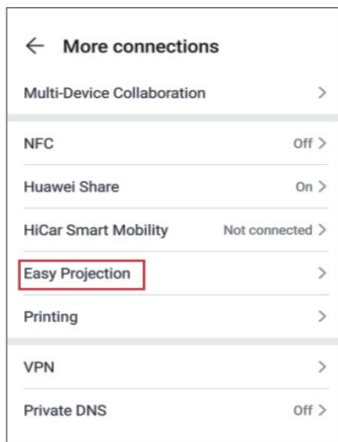 More connections
Multi-Device Collaboration
NFC Off
Huawei Share On
HiCar Smart Mobility Not connected
Easy Projection
Printing
VPN
Private DNS Off